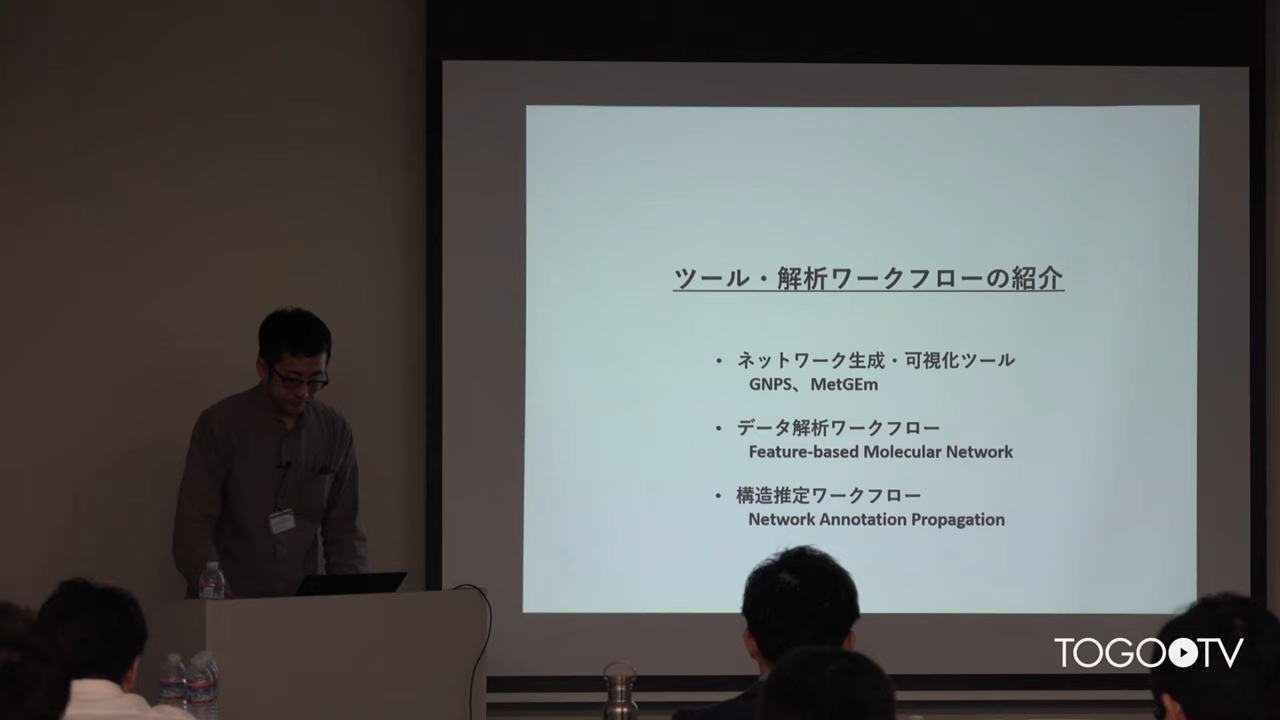 ツール・解析ワークフローの紹介
• ネットワーク生成・可視化ツール
GNPS、MetGEm
• データ解析ワークフロー
Feature-based Molecular Network
• 構造推定ワークフロー
Network Annotation Propagation
TOGOTV